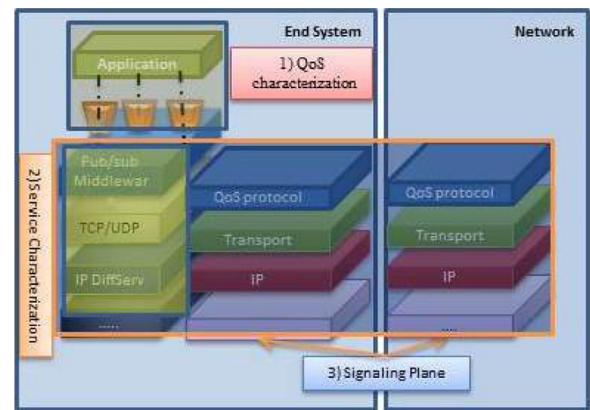 End System
Network
Application
1) QoS
characterization
2)Service Characterization
Pub/sub
Middlewar
TCP/UDP
IP DiffServ
.....
QoS protocol
Transport
IP
QoS protocol
Transport
IP
....
3) Signaling Plane